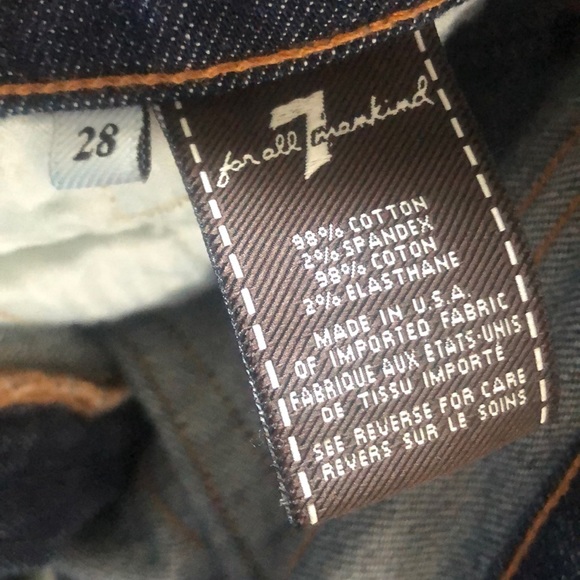 28
7
for all mankind
98% COTTON
2% SPANDEX
98% COTON
2% ELASTHANE
MADE IN U.S.A.
OF IMPORTED FABRIC
FABRIQUE AUX ETATS-UNIS
DE TISSU IMPORTÉ
SEE REVERSE FOR CARE
REVERS SUR LE SOINS